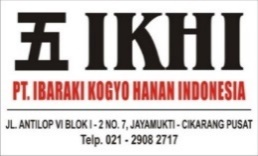 五 IKHI
PT. IBARAKI KOGYO HANAN INDONESIA
JL. ANTILOP VI BLOK I - 2 NO. 7, JAYAMUKTI - CIKARANG PUSAT
Telp. 021 - 2908 2717